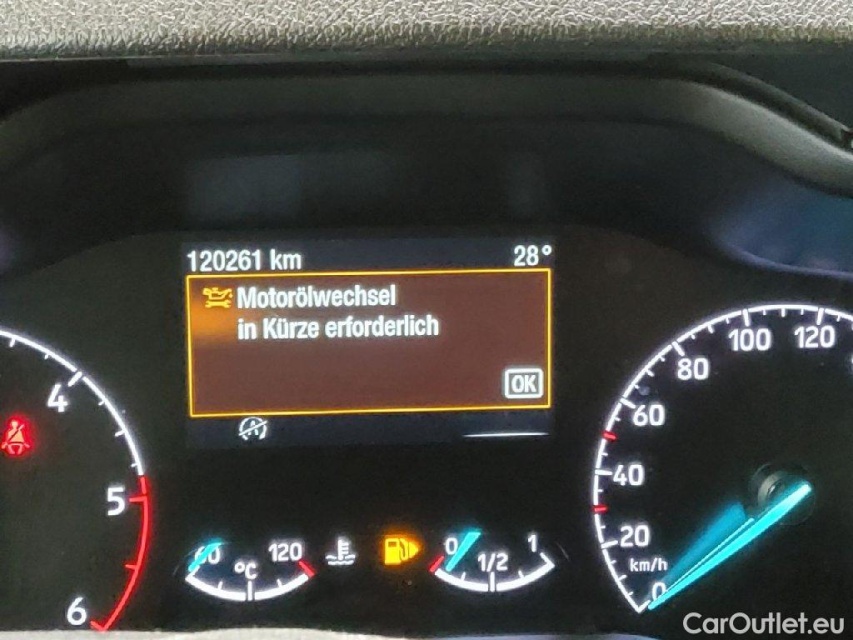 120261 km 28°
Motorölwechsel
in Kürze erforderlich
OK
4
5
6
60 °C 120
0 1/2 1
0 20 40 60 80 100 120
km/h
CarOutlet.eu